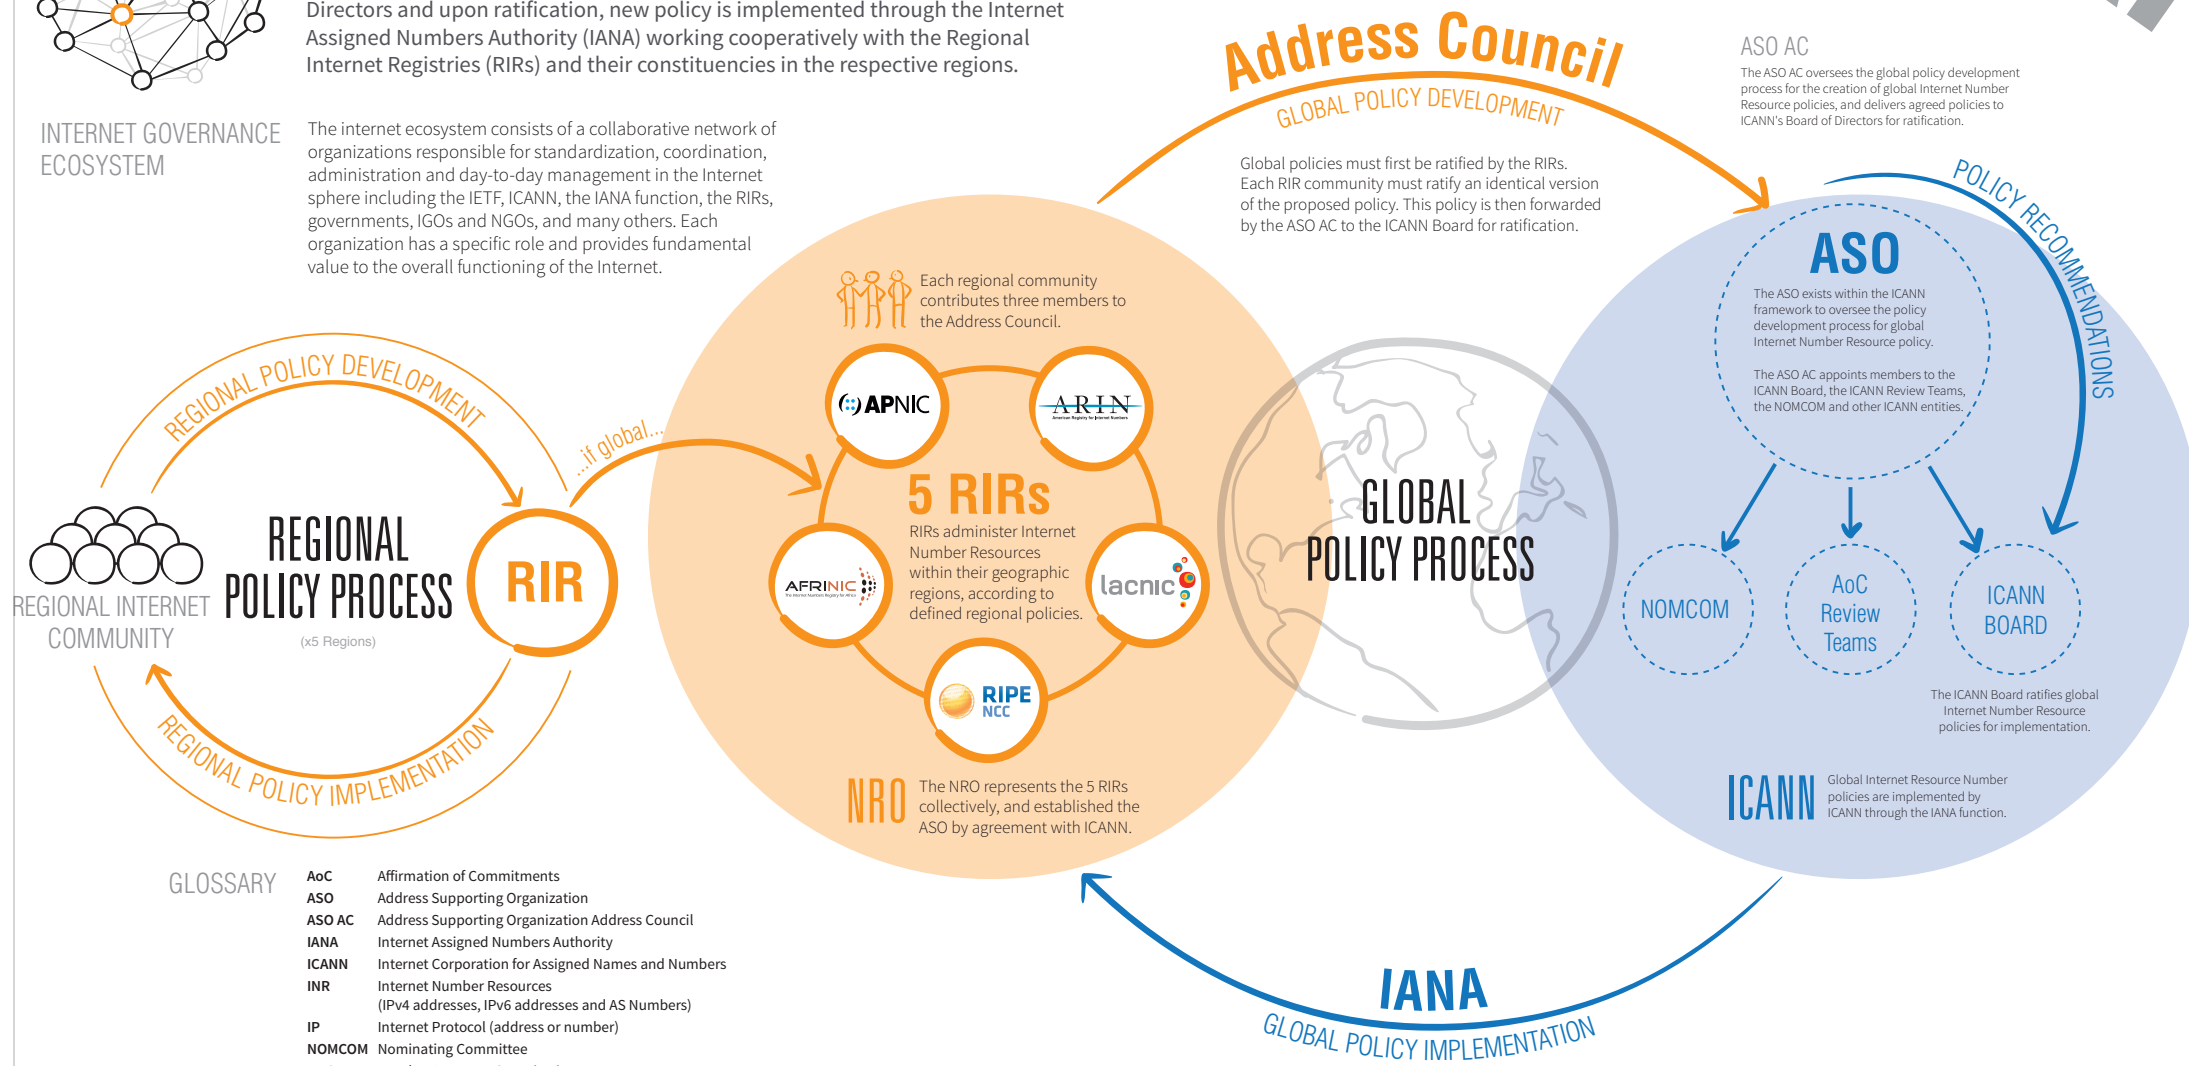 Directors and upon ratification, new policy is implemented through the Internet
Assigned Numbers Authority (IANA) working cooperatively with the Regional
Internet Registries (RIRs) and their constituencies in the respective regions.
INTERNET GOVERNANCE
ECOSYSTEM
The internet ecosystem consists of a collaborative network of
organizations responsible for standardization, coordination,
administration and day-to-day management in the Internet
sphere including the IETF, ICANN, the IANA function, the RIRs,
governments, IGOs and NGOs, and many others. Each
organization has a specific role and provides fundamental
value to the overall functioning of the Internet.
Address Council
GLOBAL POLICY DEVELOPMENT
Global policies must first be ratified by the RIRs.
Each RIR community must ratify an identical version
of the proposed policy. This policy is then forwarded
by the ASO AC to the ICANN Board for ratification.
ASO AC
The ASO AC oversees the global policy development
process for the creation of global Internet Number
Resource policies, and delivers agreed policies to
ICANN's Board of Directors for ratification.
POLICY RECOMMENDATIONS
REGIONAL POLICY DEVELOPMENT
REGIONAL INTERNET
COMMUNITY
REGIONAL
POLICY PROCESS
(x5 Regions)
RIR
REGIONAL POLICY IMPLEMENTATION
...if global...
Each regional community
contributes three members to
the Address Council.
APNIC
ARIN
American Registry for Internet Numbers
5 RIRs
RIRs administer Internet
Number Resources
within their geographic
regions, according to
defined regional policies.
AFRINIC
The Internet Numbers Registry for Africa
lacnic
RIPE
NCC
NRO
The NRO represents the 5 RIRs
collectively, and established the
ASO by agreement with ICANN.
GLOBAL
POLICY PROCESS
ASO
The ASO exists within the ICANN
framework to oversee the policy
development process for global
Internet Number Resource policy.
The ASO AC appoints members to the
ICANN Board, the ICANN Review Teams,
the NOMCOM and other ICANN entities.
NOMCOM
AoC
Review
Teams
ICANN
BOARD
The ICANN Board ratifies global
Internet Number Resource
policies for implementation.
ICANN
Global Internet Resource Number
policies are implemented by
ICANN through the IANA function.
IANA
GLOBAL POLICY IMPLEMENTATION
GLOSSARY
AoC Affirmation of Commitments
ASO Address Supporting Organization
ASO AC Address Supporting Organization Address Council
IANA Internet Assigned Numbers Authority
ICANN Internet Corporation for Assigned Names and Numbers
INR Internet Number Resources
(IPv4 addresses, IPv6 addresses and AS Numbers)
IP Internet Protocol (address or number)
NOMCOM Nominating Committee